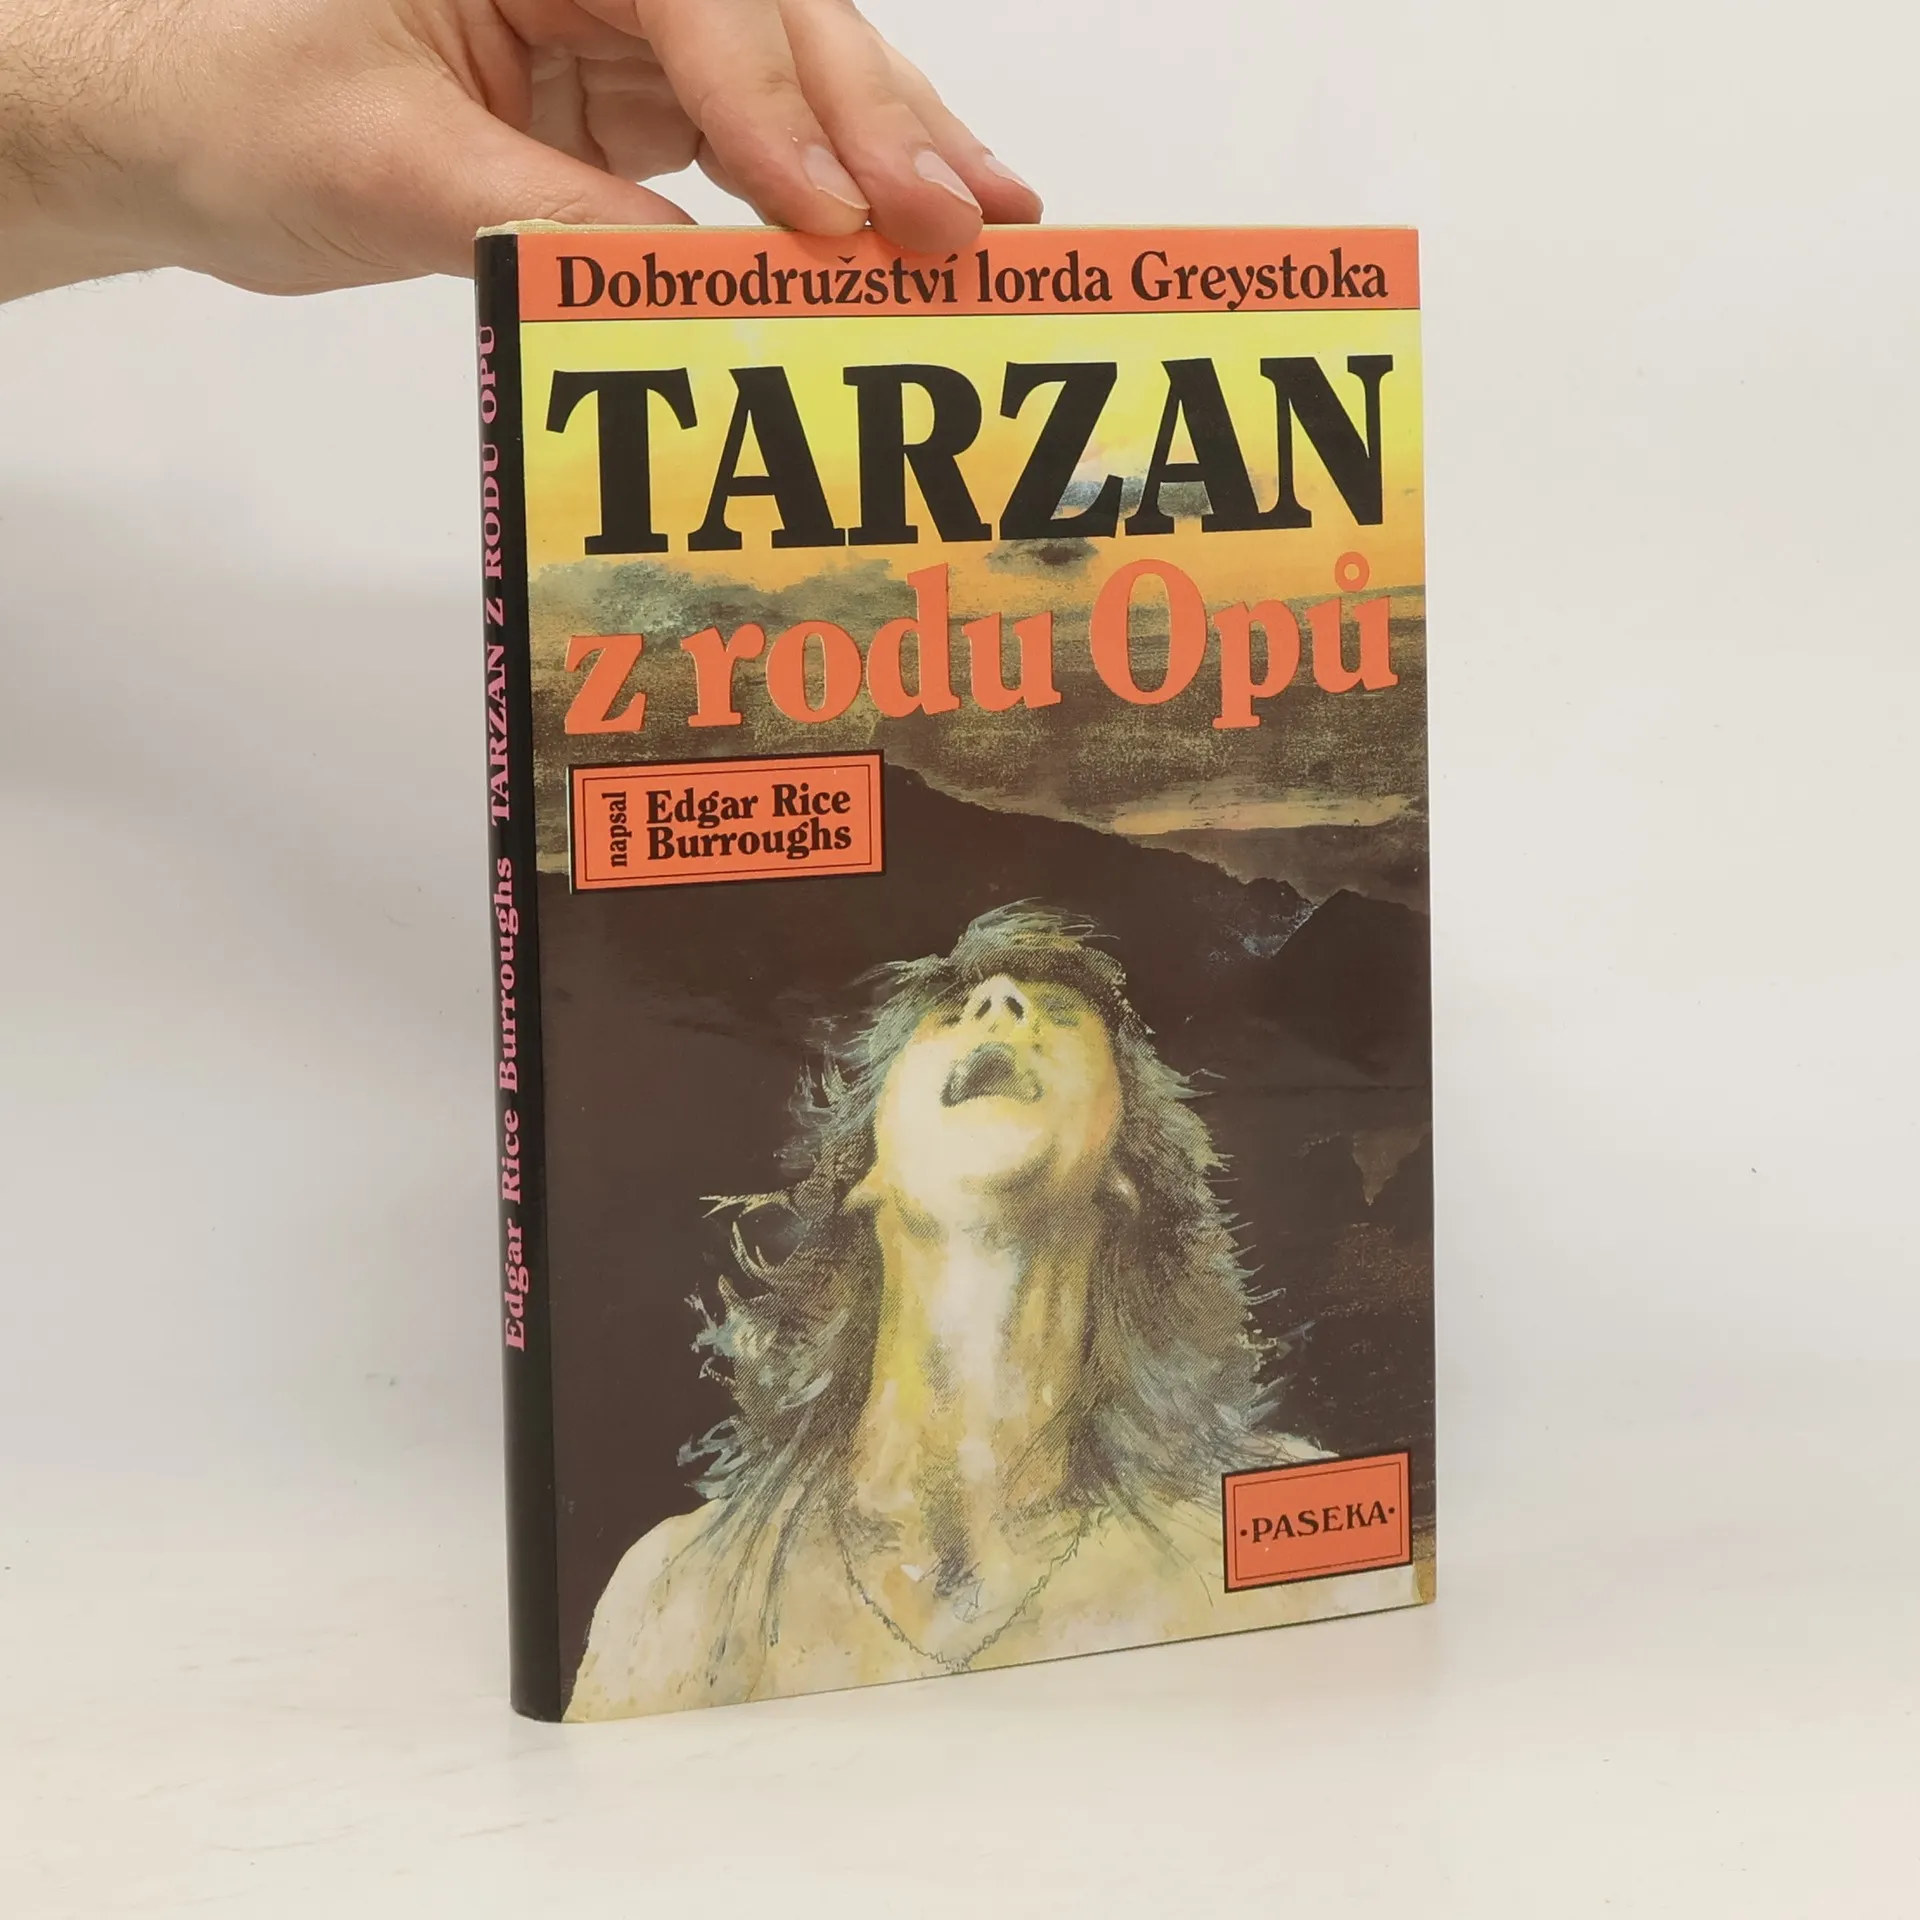 Dobrodružství lorda Greystoka
TARZAN
z rodu Opů
napsal
Edgar Rice
Burroughs
·PASEKA·
Edgar Rice Burroughs TARZAN Z RODU OPŮ